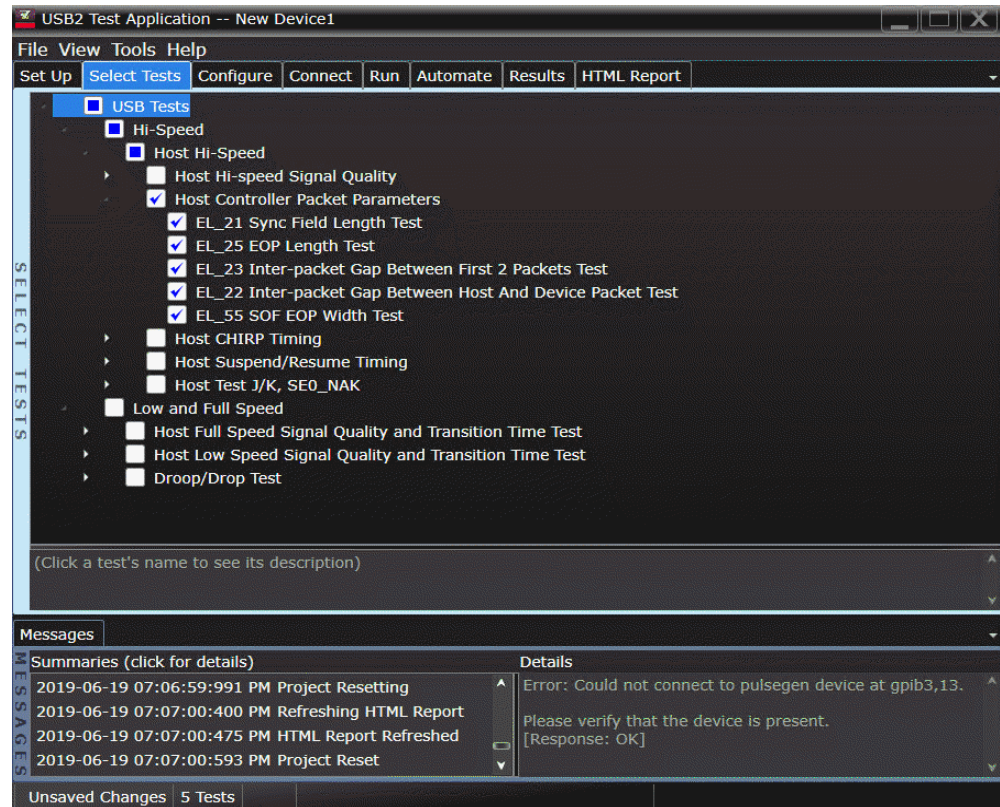 USB2 Test Application -- New Device1
File View Tools Help
Set Up Select Tests Configure Connect Run Automate Results HTML Report
USB Tests
Hi-Speed
Host Hi-Speed
Host Hi-speed Signal Quality
Host Controller Packet Parameters
EL_21 Sync Field Length Test
EL_25 EOP Length Test
EL_23 Inter-packet Gap Between First 2 Packets Test
EL_22 Inter-packet Gap Between Host And Device Packet Test
EL_55 SOF EOP Width Test
Host CHIRP Timing
Host Suspend/Resume Timing
Host Test J/K, SE0_NAK
Low and Full Speed
Host Full Speed Signal Quality and Transition Time Test
Host Low Speed Signal Quality and Transition Time Test
Droop/Drop Test
SELECT TESTS
(Click a test's name to see its description)
Messages
MESSAGES
Summaries (click for details)
2019-06-19 07:06:59:991 PM Project Resetting
2019-06-19 07:07:00:400 PM Refreshing HTML Report
2019-06-19 07:07:00:475 PM HTML Report Refreshed
2019-06-19 07:07:00:593 PM Project Reset
Details
Error: Could not connect to pulsegen device at gpib3,13.
Please verify that the device is present.
[Response: OK]
Unsaved Changes 5 Tests